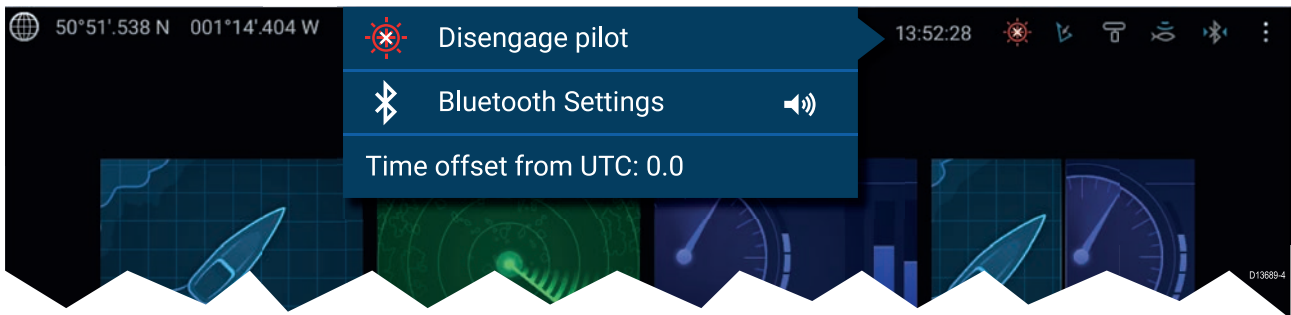 50°51'.538 N 001°14'.404 W
13:52:28
Disengage pilot
Bluetooth Settings
Time offset from UTC: 0.0
D13689-4